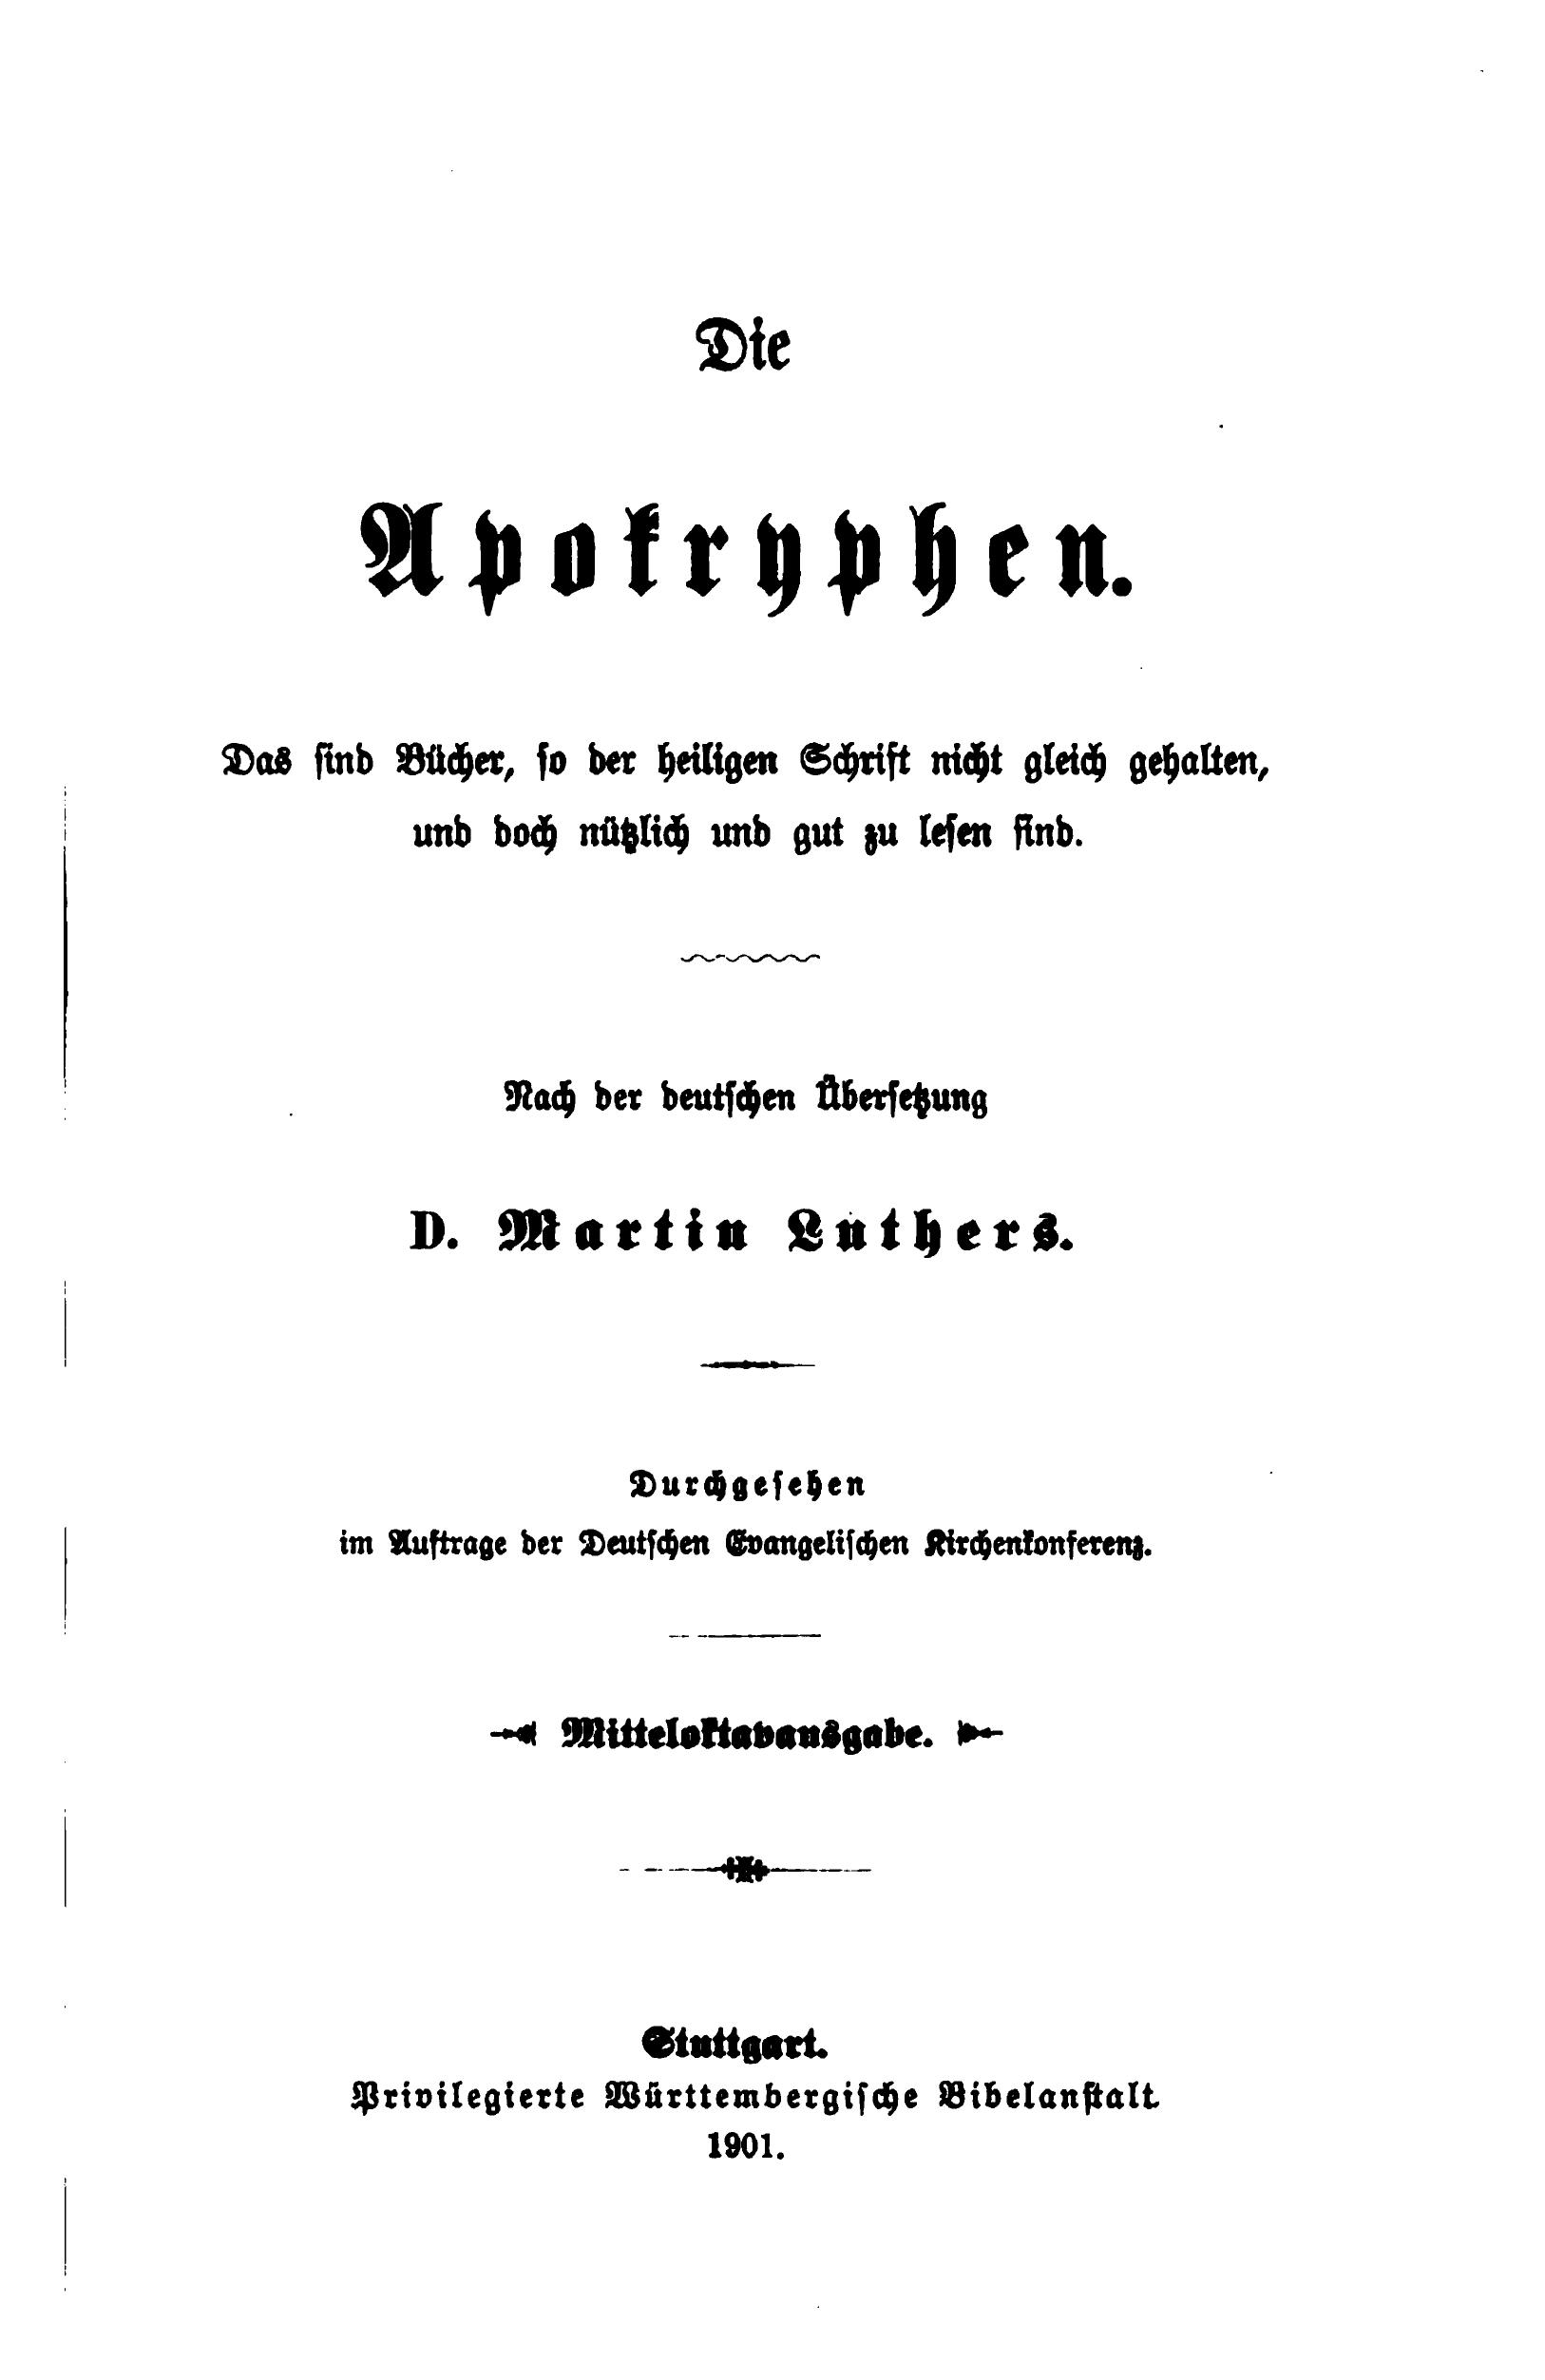 Die
Apokryphen.
Das sind Bücher, so der heiligen Schrift nicht gleich gehalten,
und doch nützlich und gut zu lesen sind.
Nach der deutschen Übersetzung
D. Martin Luthers.
Durchgesehen
im Auftrage der Deutschen Evangelischen Kirchenkonferenz.
Mitteloktavausgabe.
Stuttgart.
Privilegierte Württembergische Bibelanstalt.
1901.